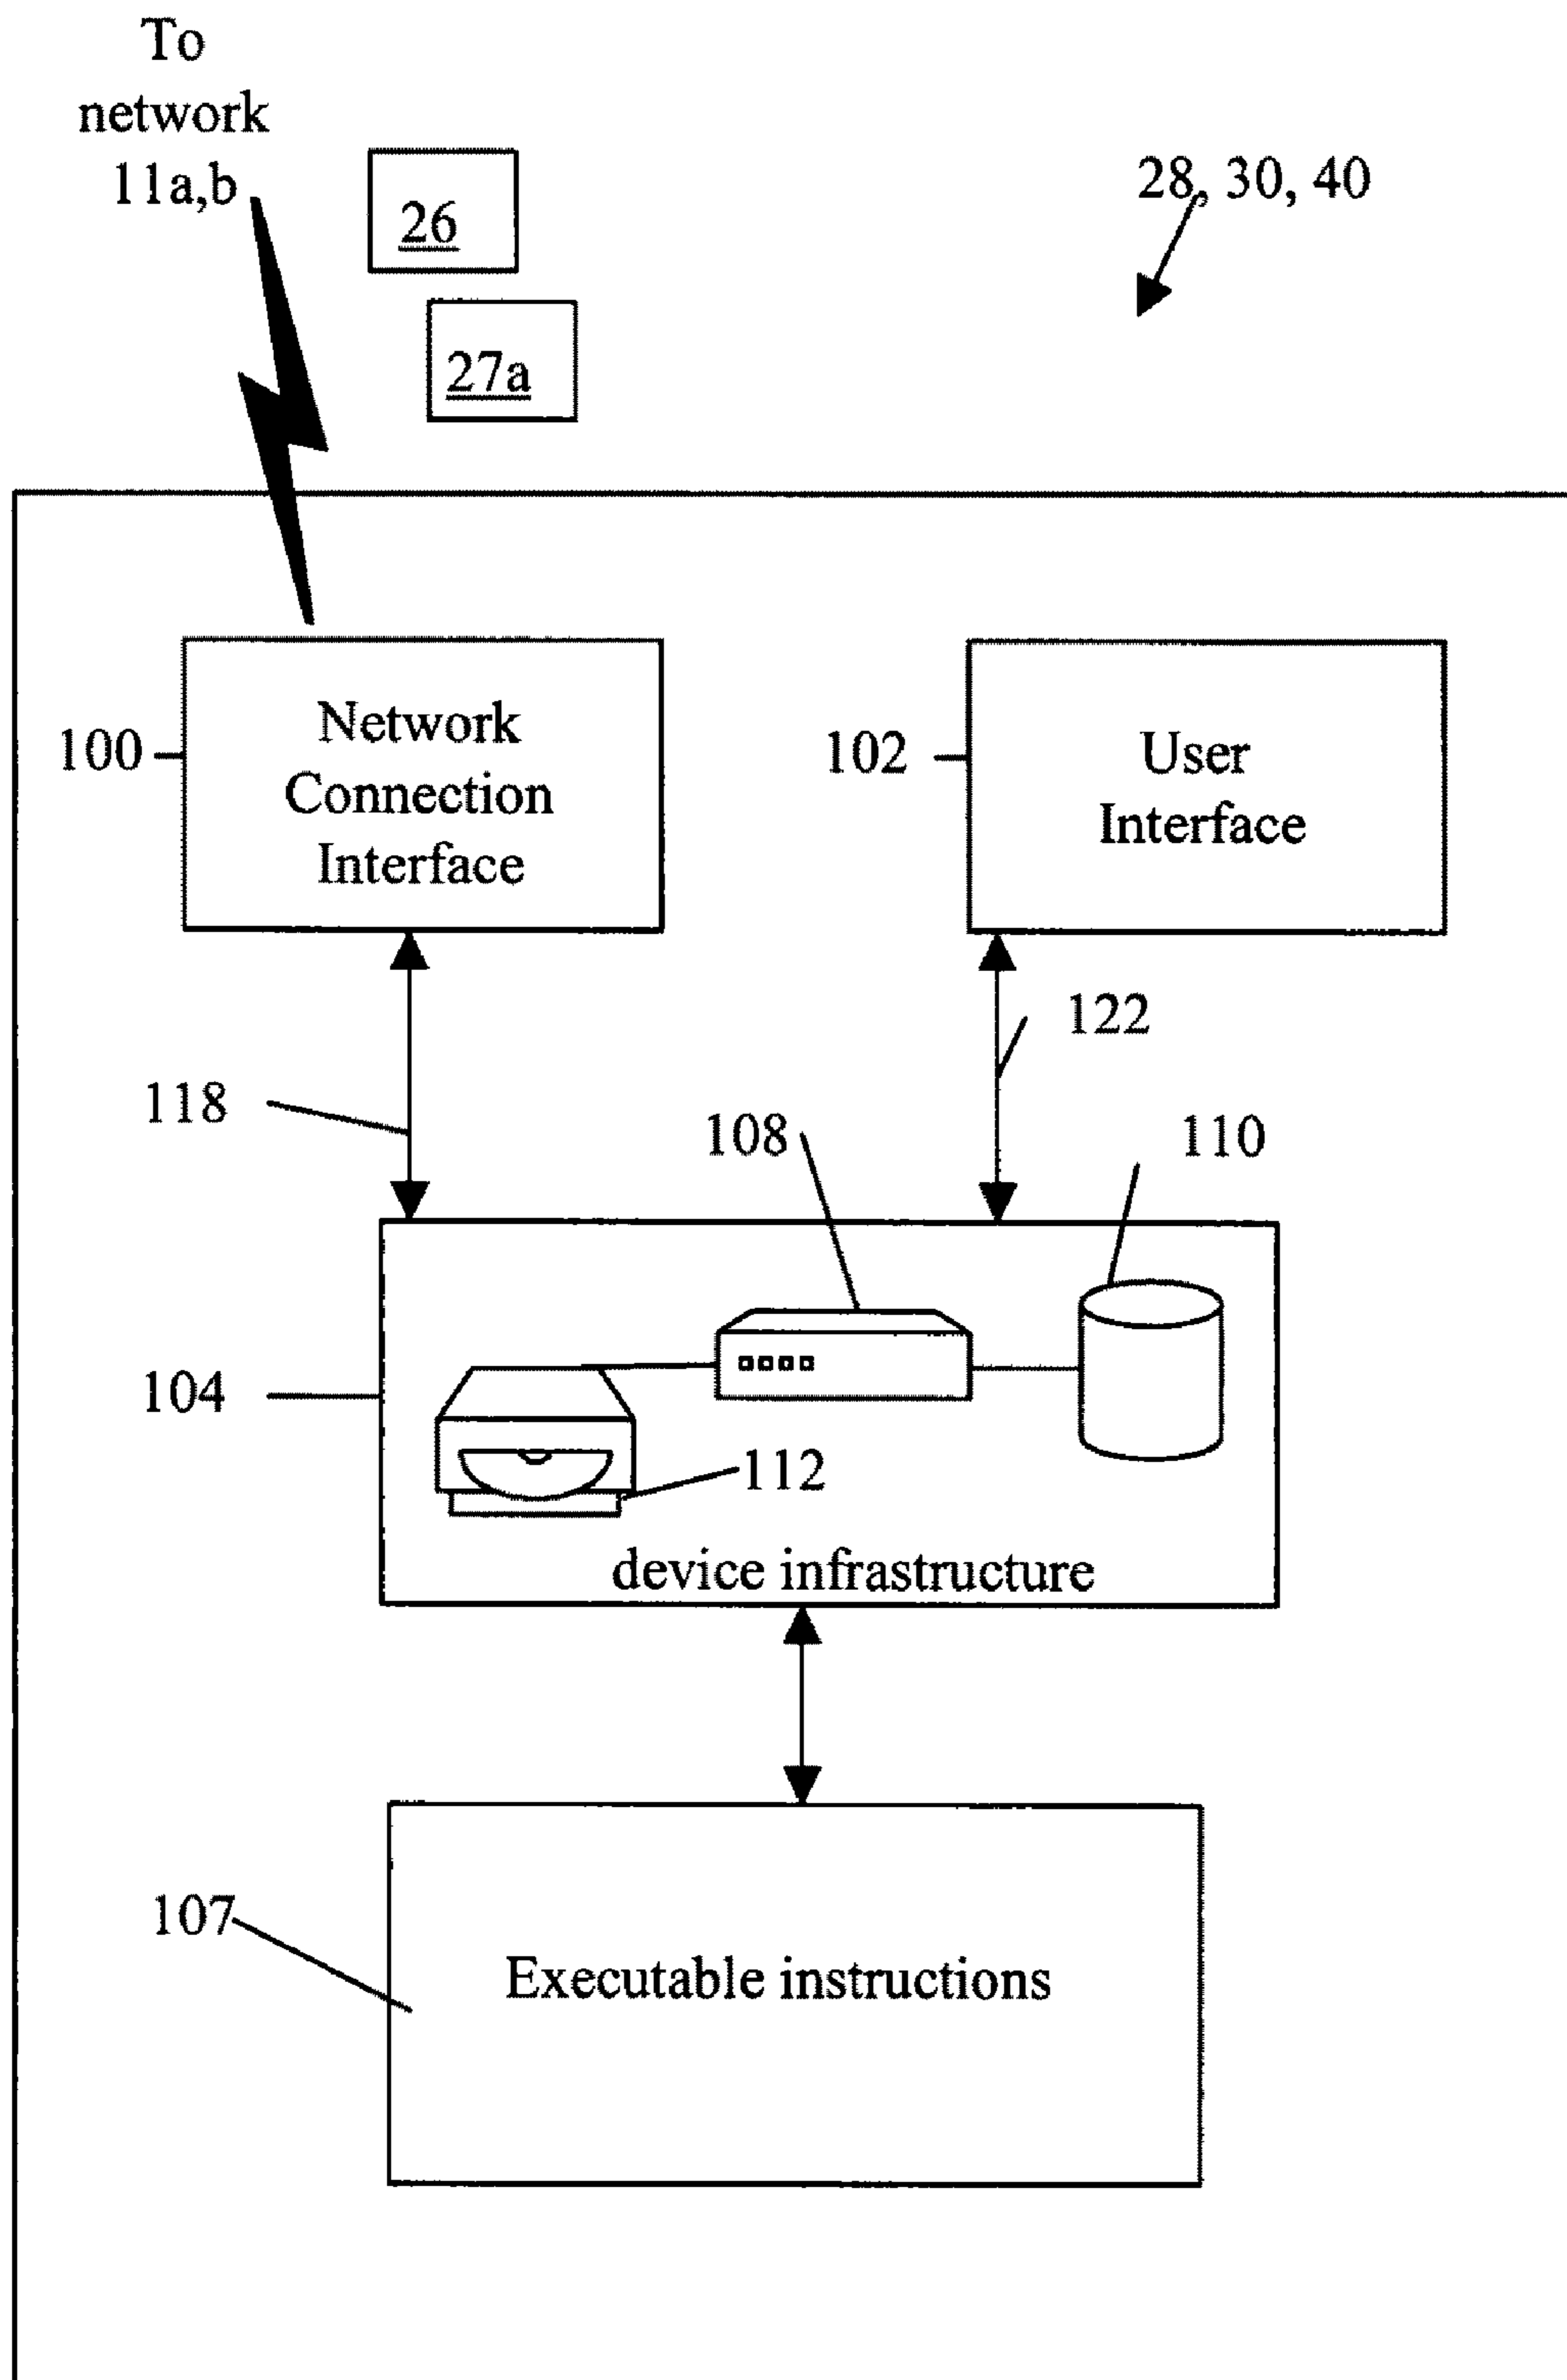 To
network
11a,b
26
27a
28, 30, 40
100
Network
Connection
Interface
102
User
Interface
118
122
108
110
104
112
device infrastructure
107
Executable instructions